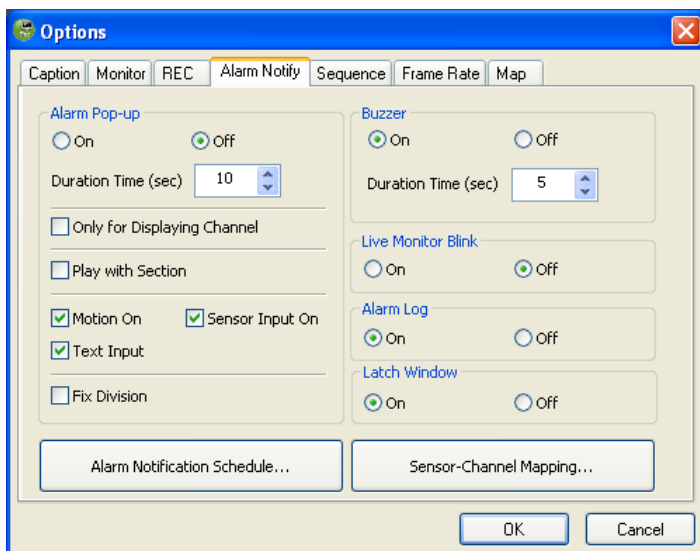 Options
Caption Monitor REC Alarm Notify Sequence Frame Rate Map
Alarm Pop-up
On Off
Duration Time (sec) 10
Only for Displaying Channel
Play with Section
Motion On Sensor Input On
Text Input
Fix Division
Buzzer
On Off
Duration Time (sec) 5
Live Monitor Blink
On Off
Alarm Log
On Off
Latch Window
On Off
Alarm Notification Schedule... Sensor-Channel Mapping...
OK Cancel